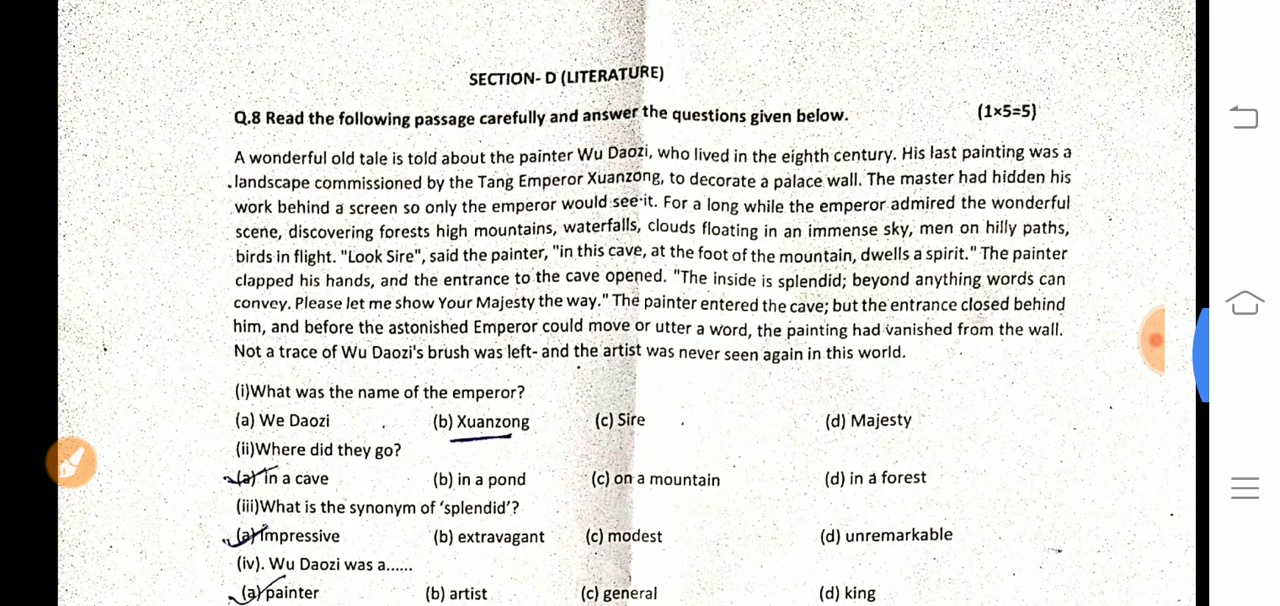 SECTION- D (LITERATURE)
Q.8 Read the following passage carefully and answer the questions given below. (1×5=5)
A wonderful old tale is told about the painter Wu Daozi, who lived in the eighth century. His last painting was a
landscape commissioned by the Tang Emperor Xuanzong, to decorate a palace wall. The master had hidden his
work behind a screen so only the emperor would see it. For a long while the emperor admired the wonderful
scene, discovering forests high mountains, waterfalls, clouds floating in an immense sky, men on hilly paths,
birds in flight. "Look Sire", said the painter, "in this cave, at the foot of the mountain, dwells a spirit." The painter
clapped his hands, and the entrance to the cave opened. "The inside is splendid; beyond anything words can
convey. Please let me show Your Majesty the way." The painter entered the cave; but the entrance closed behind
him, and before the astonished Emperor could move or utter a word, the painting had vanished from the wall.
Not a trace of Wu Daozi's brush was left- and the artist was never seen again in this world.
(i)What was the name of the emperor?
(a) We Daozi (b) Xuanzong (c) Sire (d) Majesty
(ii)Where did they go?
(a) in a cave (b) in a pond (c) on a mountain (d) in a forest
(iii)What is the synonym of 'splendid'?
(a) impressive (b) extravagant (c) modest (d) unremarkable
(iv). Wu Daozi was a......
(a) painter (b) artist (c) general (d) king